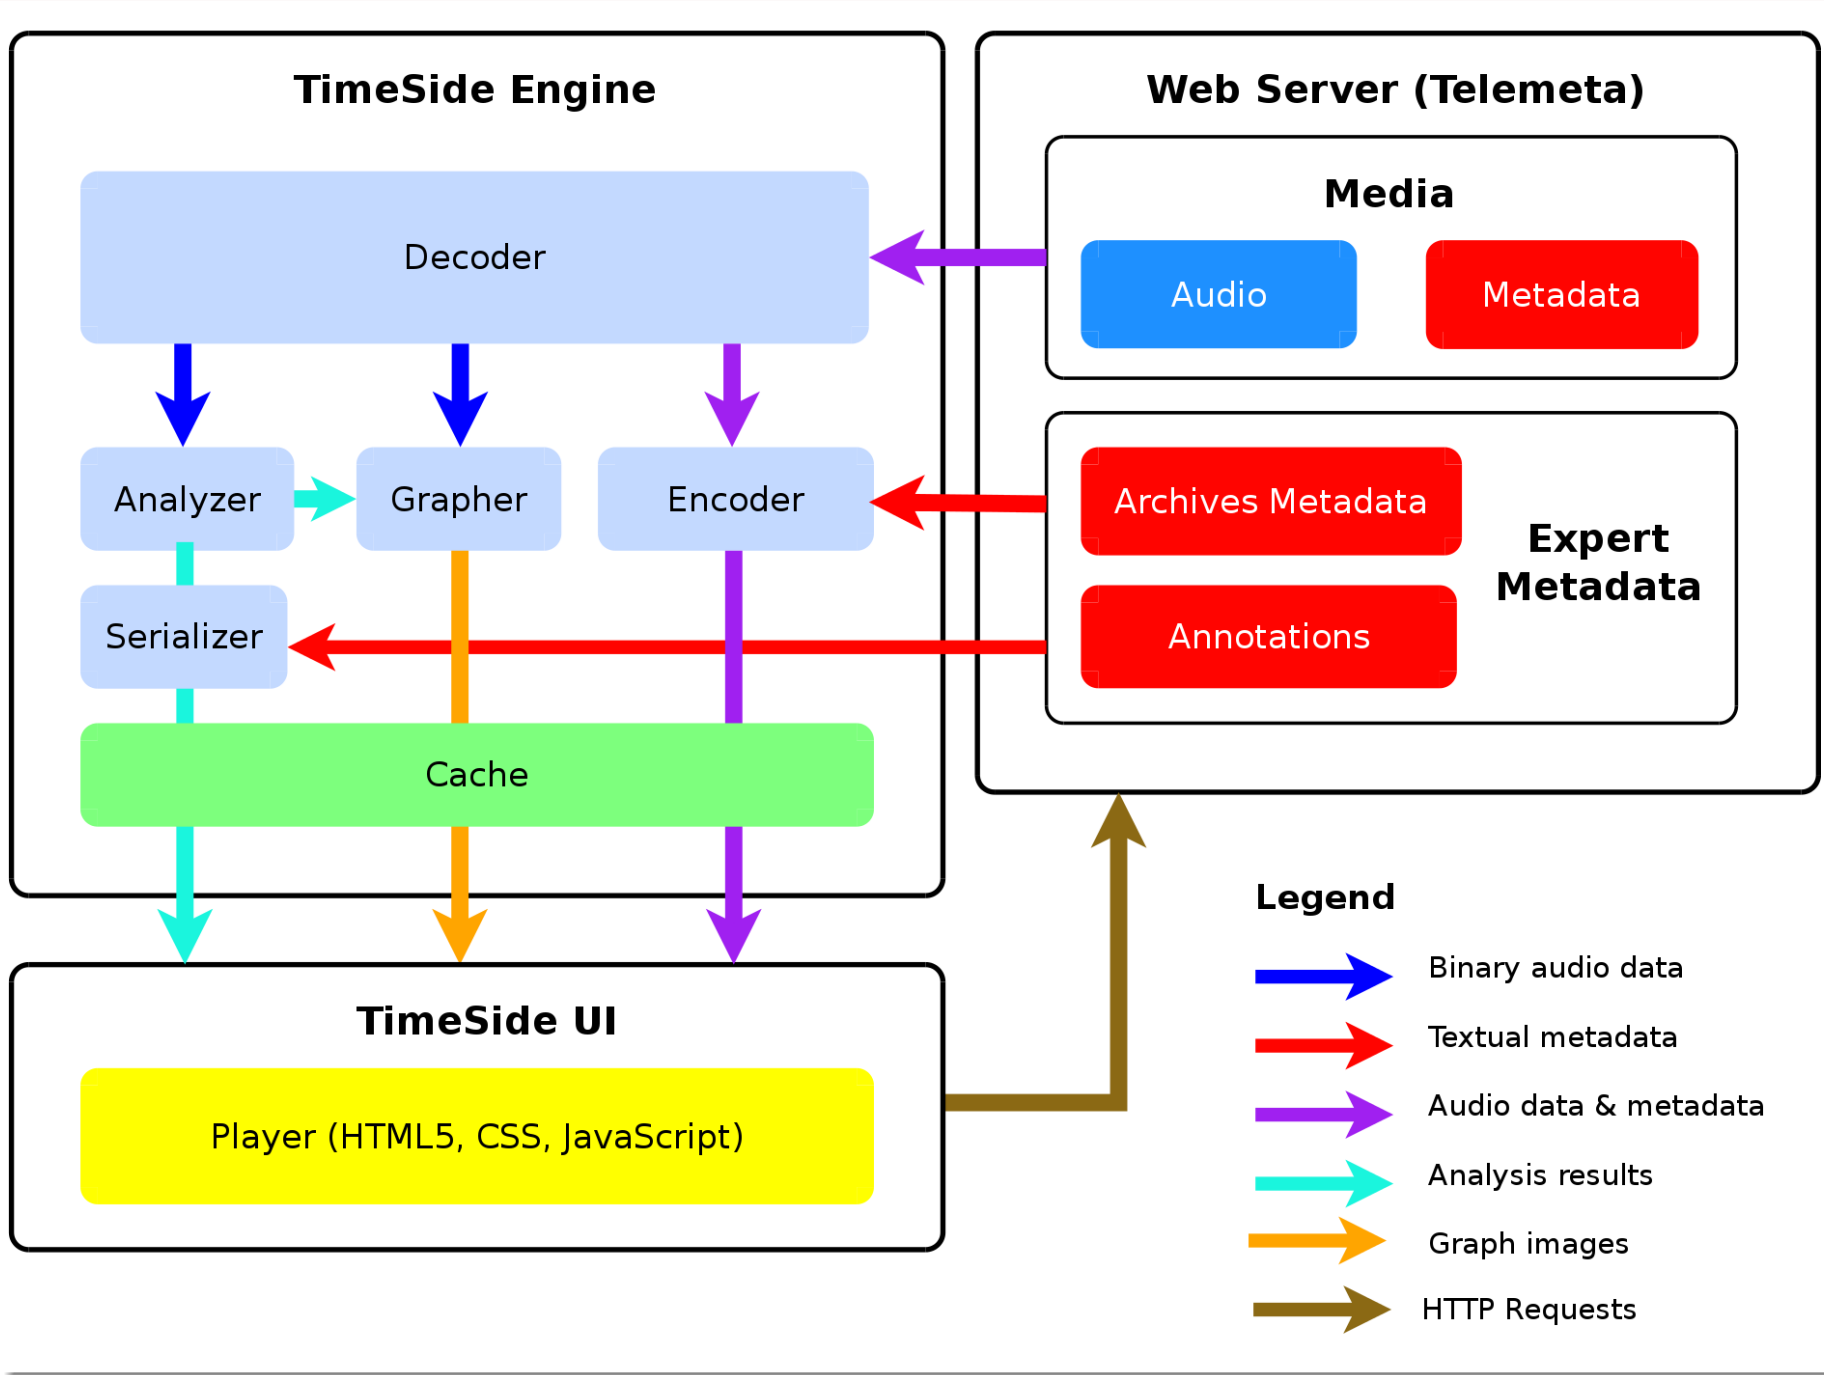 TimeSide Engine
Decoder
Analyzer
Grapher
Encoder
Serializer
Cache
Web Server (Telemeta)
Media
Audio
Metadata
Archives Metadata
Annotations
Expert
Metadata
TimeSide UI
Player (HTML5, CSS, JavaScript)
Legend
Binary audio data
Textual metadata
Audio data & metadata
Analysis results
Graph images
HTTP Requests